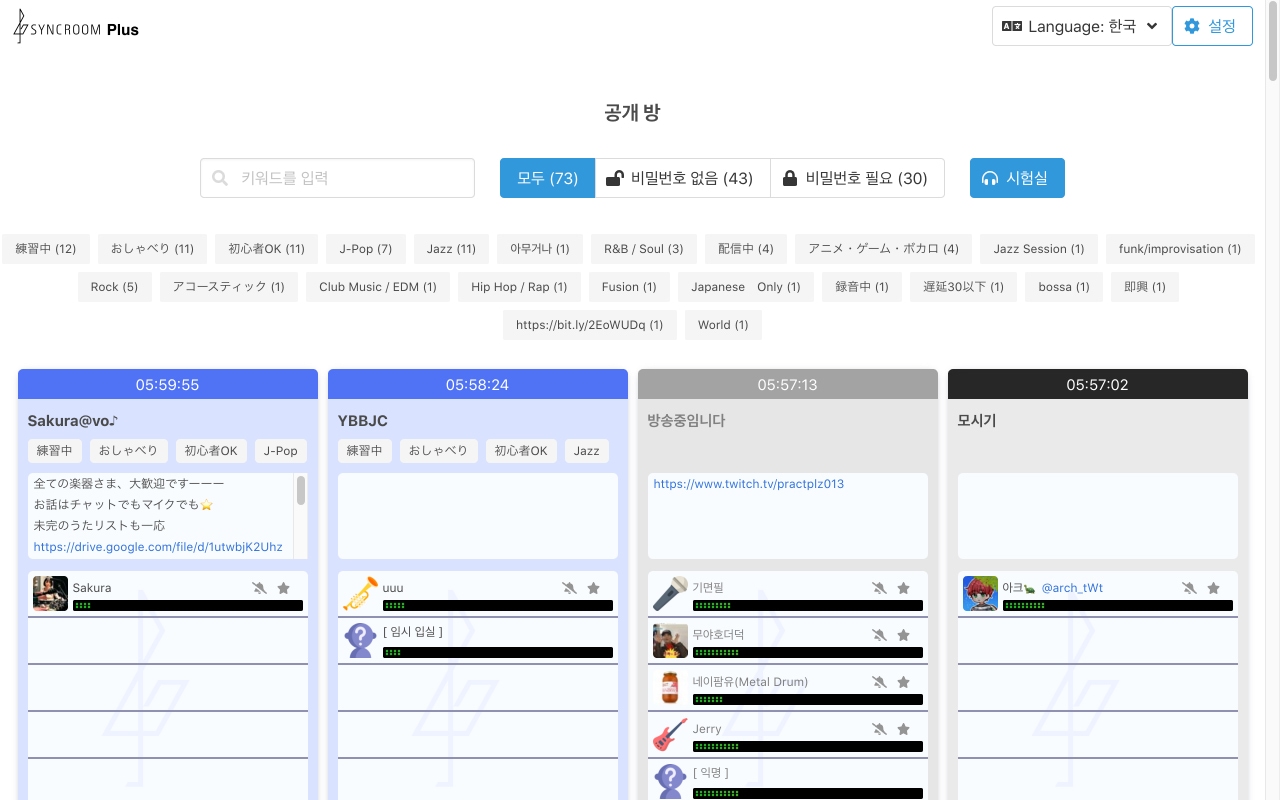 SYNCROOM Plus
Language: 한국
설정
공개 방
키워드를 입력
모두 (73)
비밀번호 없음 (43)
비밀번호 필요 (30)
시험실
練習中 (12)
おしゃべり (11)
初心者OK (11)
J-Pop (7)
Jazz (11)
아무거나 (1)
R&B / Soul (3)
配信中 (4)
アニメ・ゲーム・ボカロ (4)
Jazz Session (1)
funk/improvisation (1)
Rock (5)
アコースティック (1)
Club Music / EDM (1)
Hip Hop / Rap (1)
Fusion (1)
Japanese　Only (1)
録音中 (1)
遅延30以下 (1)
bossa (1)
即興 (1)
https://bit.ly/2EoWUDq (1)
World (1)
05:59:55
Sakura@vo♪
練習中
おしゃべり
初心者OK
J-Pop
全ての楽器さま、大歓迎ですーーー
お話はチャットでもマイクでも⭐
未完のうたリストも一応
https://drive.google.com/file/d/1utwbjK2Uhz
Sakura
05:58:24
YBBJC
練習中
おしゃべり
初心者OK
Jazz
uuu
[ 임시 입실 ]
05:57:13
방송중입니다
https://www.twitch.tv/practplz013
기면필
무야호더덕
네이팜유(Metal Drum)
Jerry
[ 익명 ]
05:57:02
모시기
아크🐢 @arch_tWt